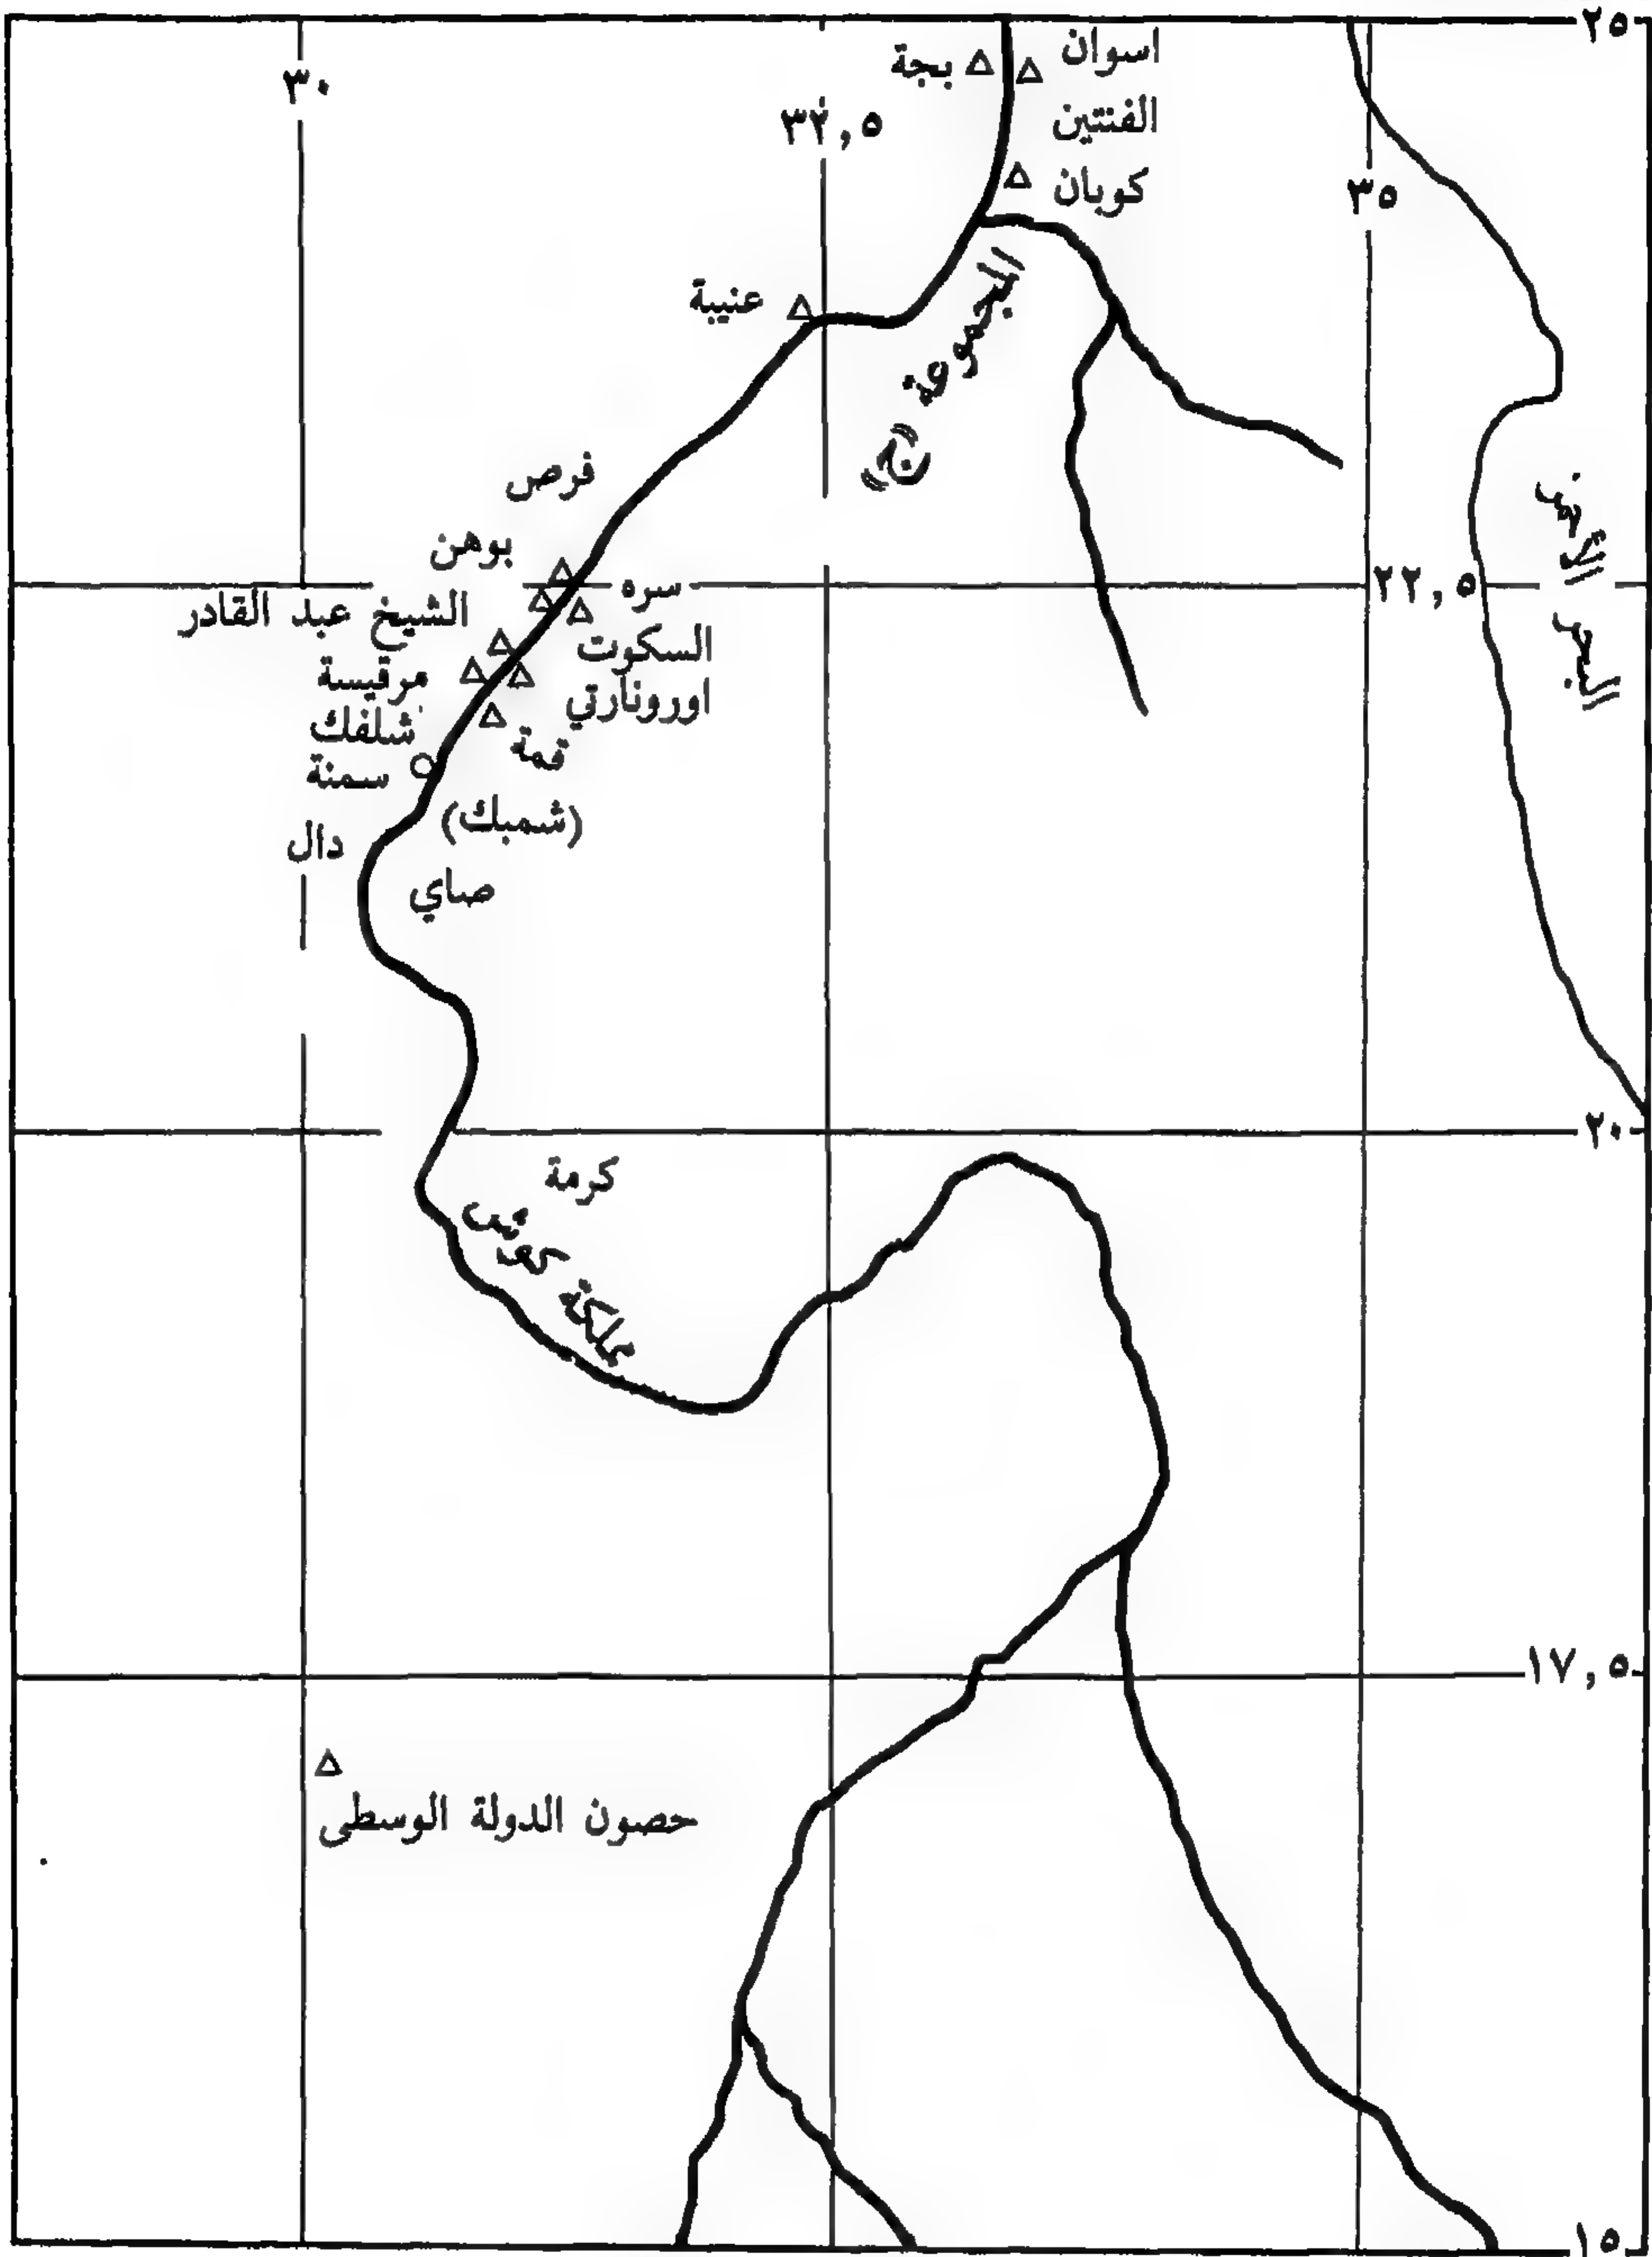 ٢٥
اسوان
بجة
٣٠
الفنتين
٣٢,٥
كوبان
٣٥
المجموعة
«ج»
عنيبة
فرص
بوهن
٢٢,٥
سره
الشيخ عبد القادر
السكوت
مرقيسة
اورونارتي
شلفك
قمة
سمنة
(شمبك)
دال
صاي
البحر الاحمر
٢٠
كرمة
مملكة كوش
١٧,٥
حصون الدولة الوسطى
١٥